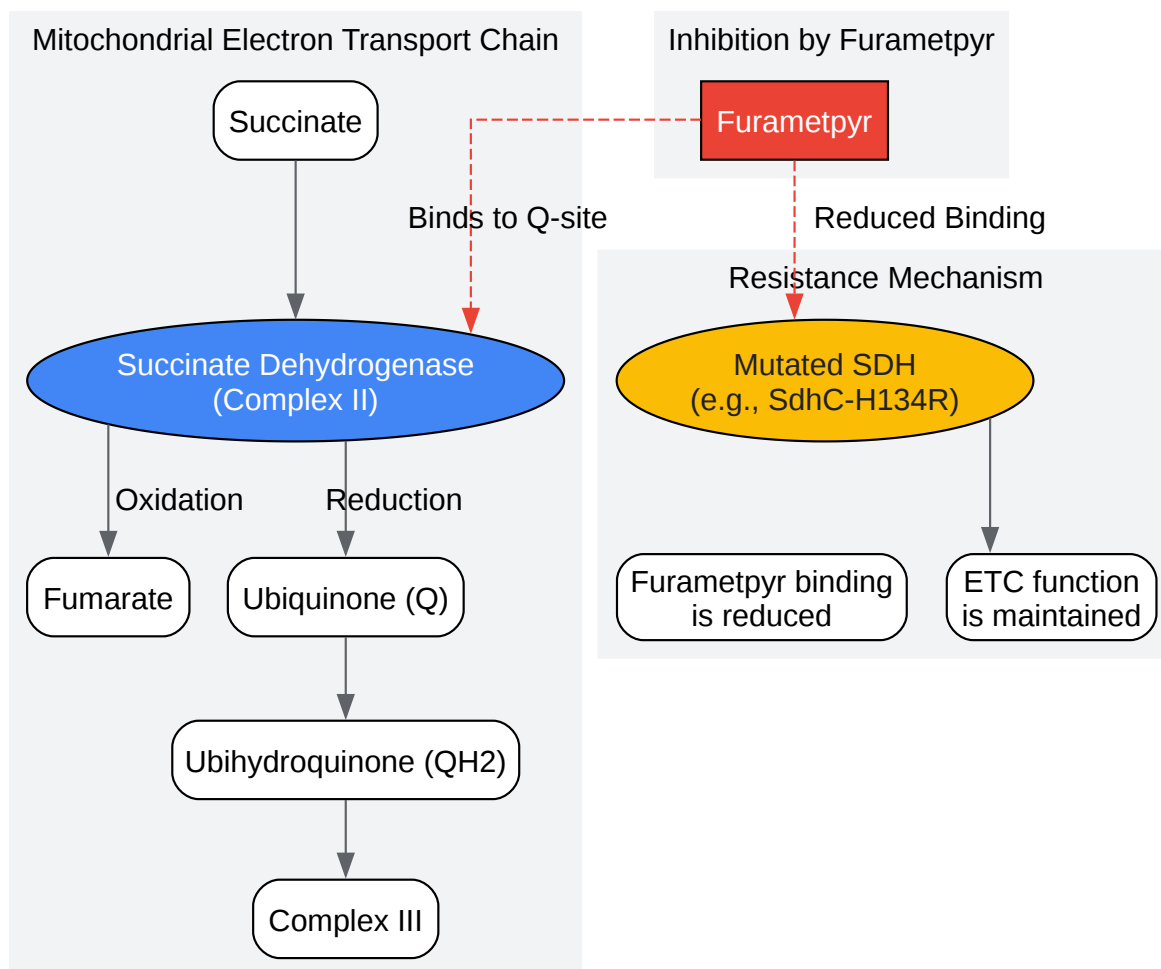 Mitochondrial Electron Transport Chain
Inhibition by Furametpyr
Succinate
Furametpyr
Binds to Q-site
Reduced Binding
Resistance Mechanism
Succinate Dehydrogenase
(Complex II)
Mutated SDH
(e.g., SdhC-H134R)
Oxidation
Reduction
Fumarate
Ubiquinone (Q)
Furametpyr binding
is reduced
ETC function
is maintained
Ubihydroquinone (QH2)
Complex III